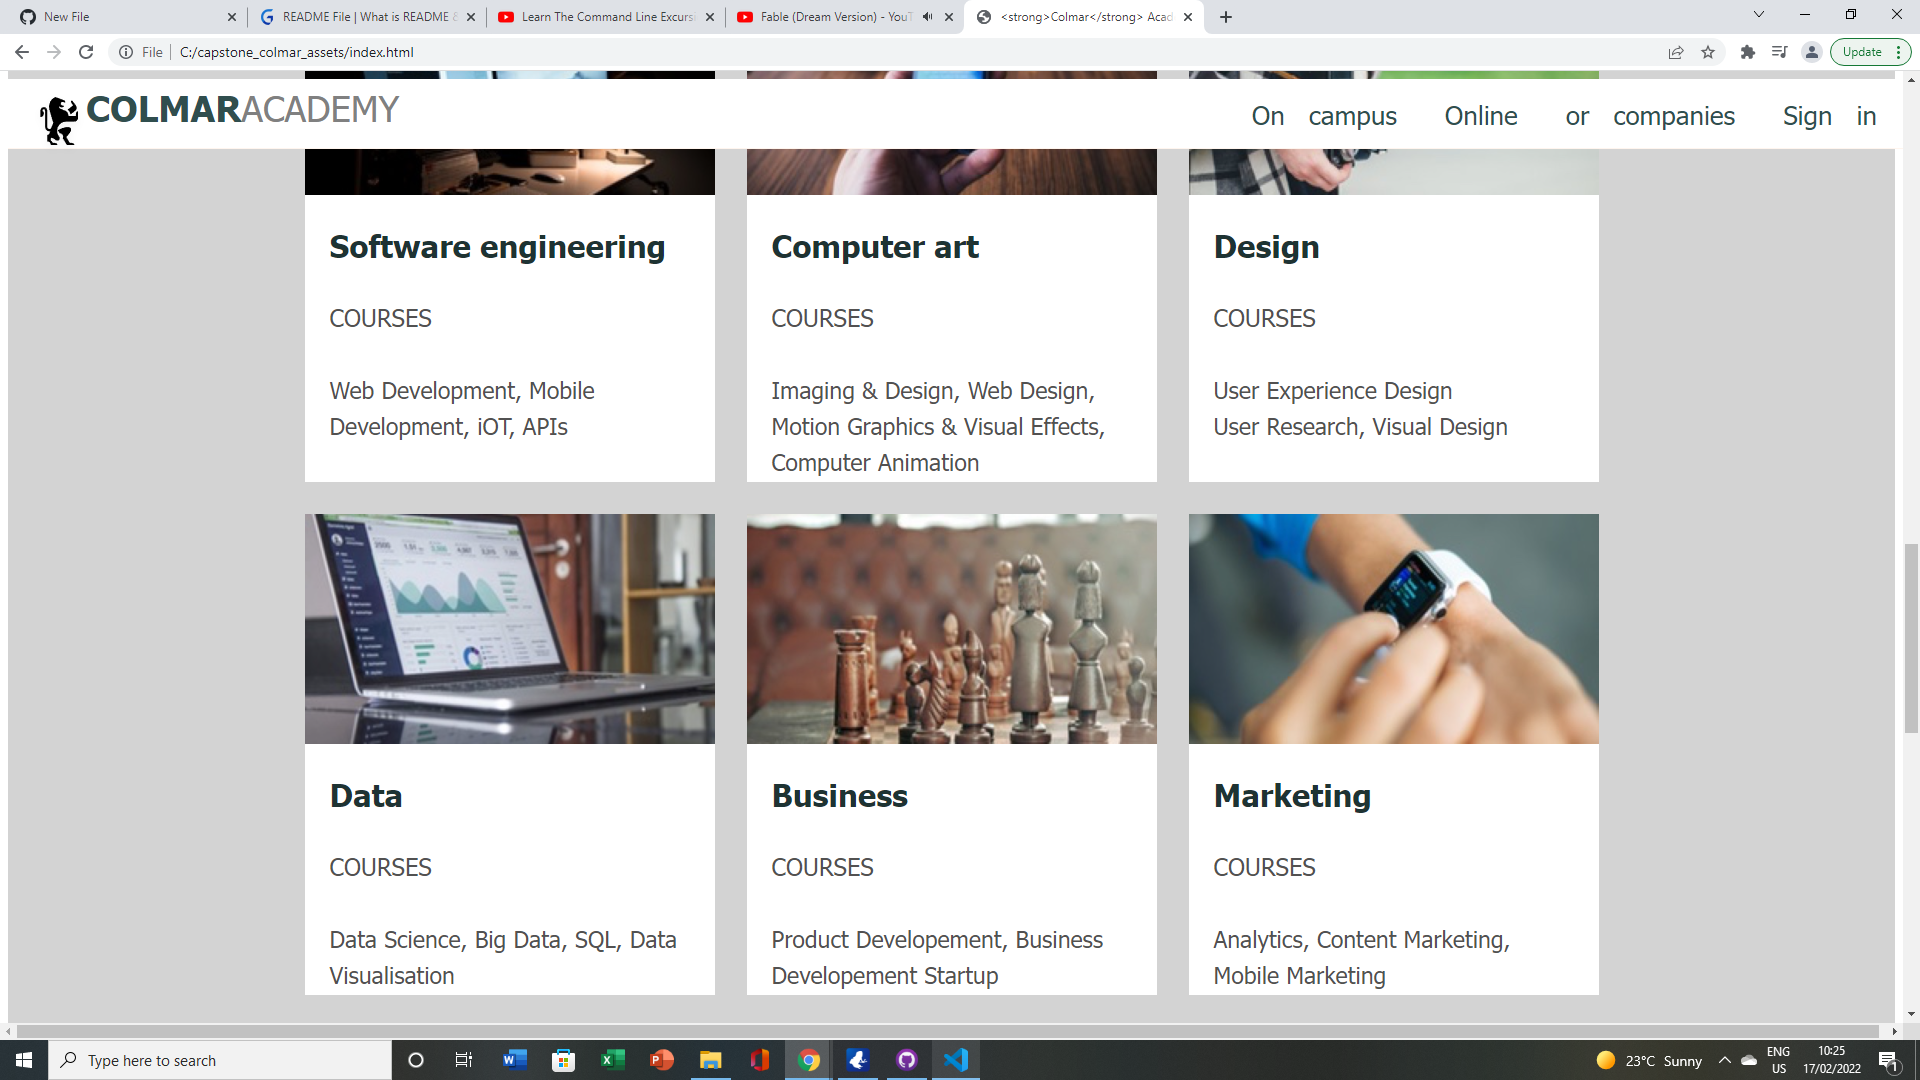 New File
README File | What is README &
Learn The Command Line Excurs
Fable (Dream Version) - YouT
<strong>Colmar</strong> Acad
File
C:/capstone_colmar_assets/index.html
Update
COLMARACADEMY
On campus
Online
or companies
Sign in
Software engineering
COURSES
Web Development, Mobile
Development, iOT, APIs
Computer art
COURSES
Imaging & Design, Web Design,
Motion Graphics & Visual Effects,
Computer Animation
Design
COURSES
User Experience Design
User Research, Visual Design
Data
COURSES
Data Science, Big Data, SQL, Data
Visualisation
Business
COURSES
Product Developement, Business
Developement Startup
Marketing
COURSES
Analytics, Content Marketing,
Mobile Marketing
Type here to search
23°C Sunny
ENG
US
10:25
17/02/2022
1